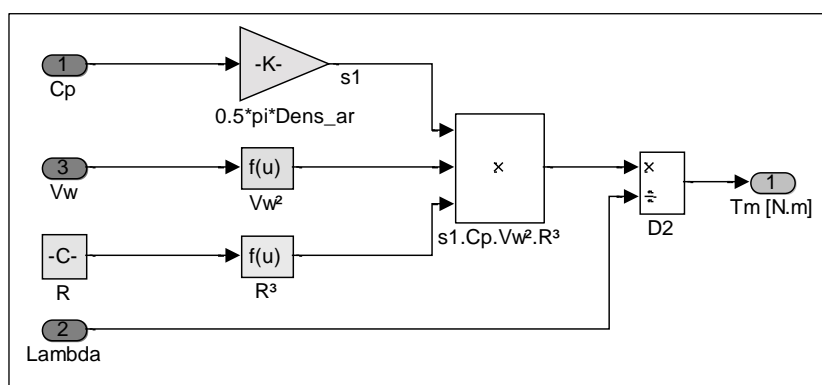 1
Cp
-K-
s1
0.5*pi*Dens_ar
3
Vw
f(u)
Vw²
x
s1.Cp.Vw².R³
x
÷
D2
1
Tm [N.m]
-C-
R
f(u)
R³
2
Lambda